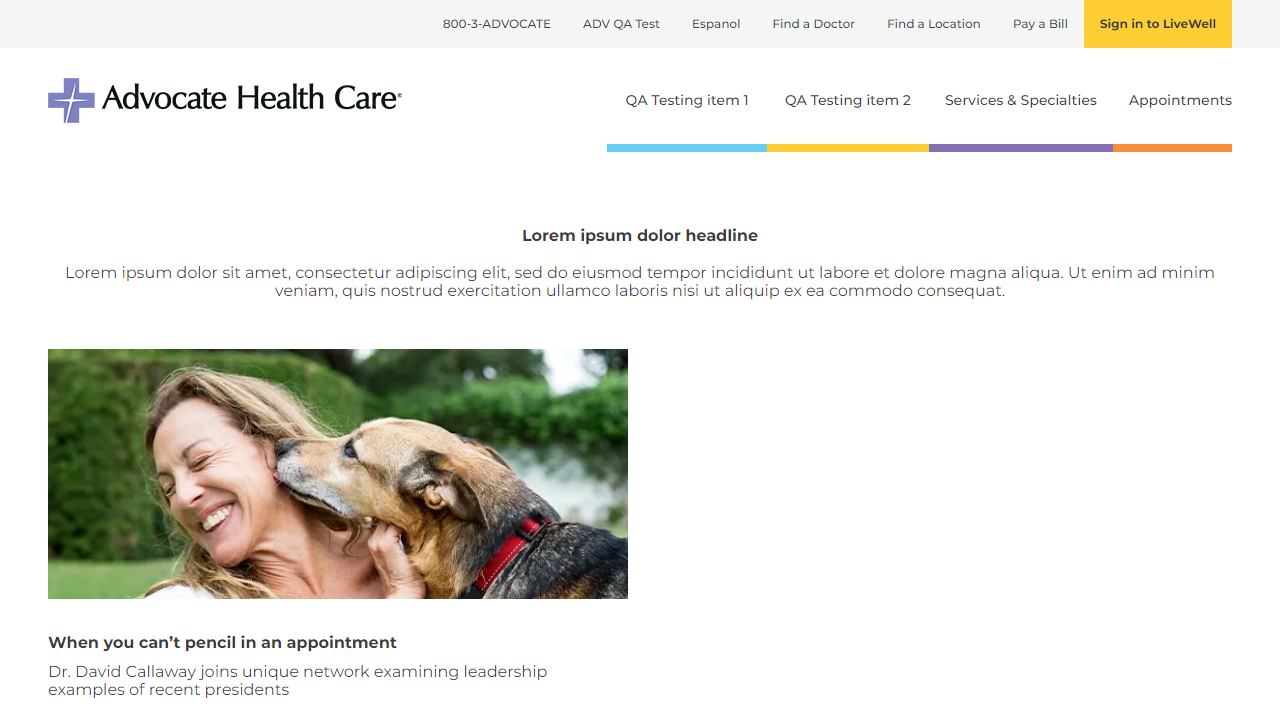 800-3-ADVOCATE ADV QA Test Espanol Find a Doctor Find a Location Pay a Bill Sign in to LiveWell
Advocate Health Care®
QA Testing item 1 QA Testing item 2 Services & Specialties Appointments
Lorem ipsum dolor headline
Lorem ipsum dolor sit amet, consectetur adipiscing elit, sed do eiusmod tempor incididunt ut labore et dolore magna aliqua. Ut enim ad minim
veniam, quis nostrud exercitation ullamco laboris nisi ut aliquip ex ea commodo consequat.
When you can’t pencil in an appointment
Dr. David Callaway joins unique network examining leadership
examples of recent presidents